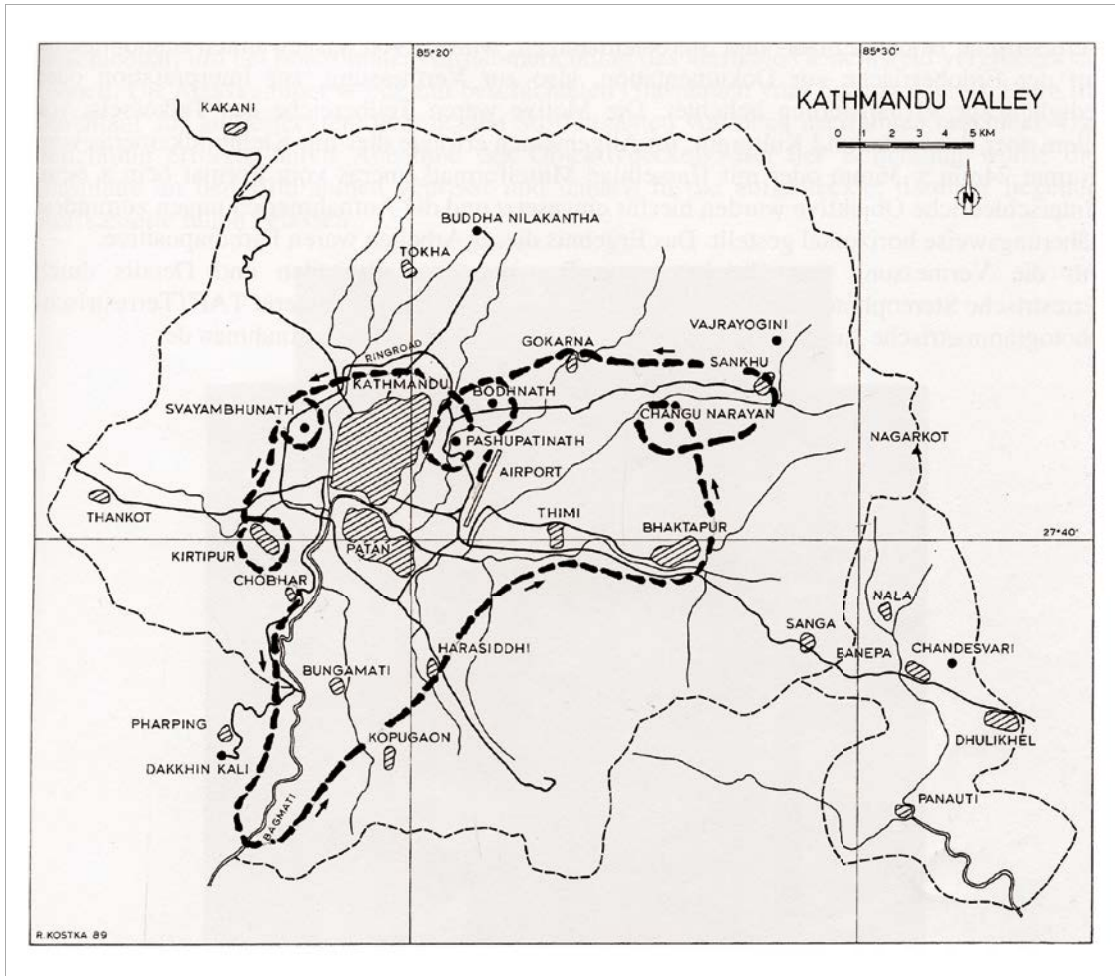 85°20'
85°30'
KATHMANDU VALLEY
0 1 2 3 4 5 KM
N
KAKANI
BUDDHA NILAKANTHA
TOKHA
VAJRAYOGINI
GOKARNA
SANKHU
RINGROAD
KATHMANDU
BODHNATH
SVAYAMBHUNATH
CHANGU NARAYAN
PASHUPATINATH
NAGARKOT
AIRPORT
THANKOT
THIMI
BHAKTAPUR
27°40'
KIRTIPUR
PATAN
CHOBHAR
NALA
SANGA
HARASIDDHI
BANEPA
CHANDESVARI
BUNGAMATI
PHARPING
KOPUGAON
DHULIKHEL
DAKKHIN KALI
PANAUTI
BAGMATI
R. KOSTKA 89